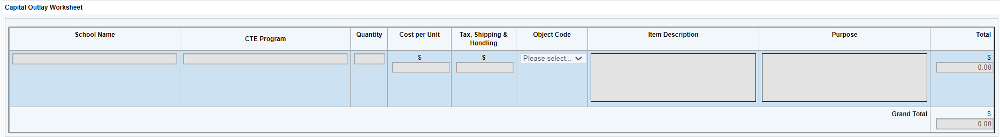 Capital Outlay Worksheet
School Name
CTE Program
Quantity
Cost per Unit
Tax, Shipping &
Handling
Object Code
Item Description
Purpose
Total
$
$
Please select...
$
0.00
Grand Total
$
0.00